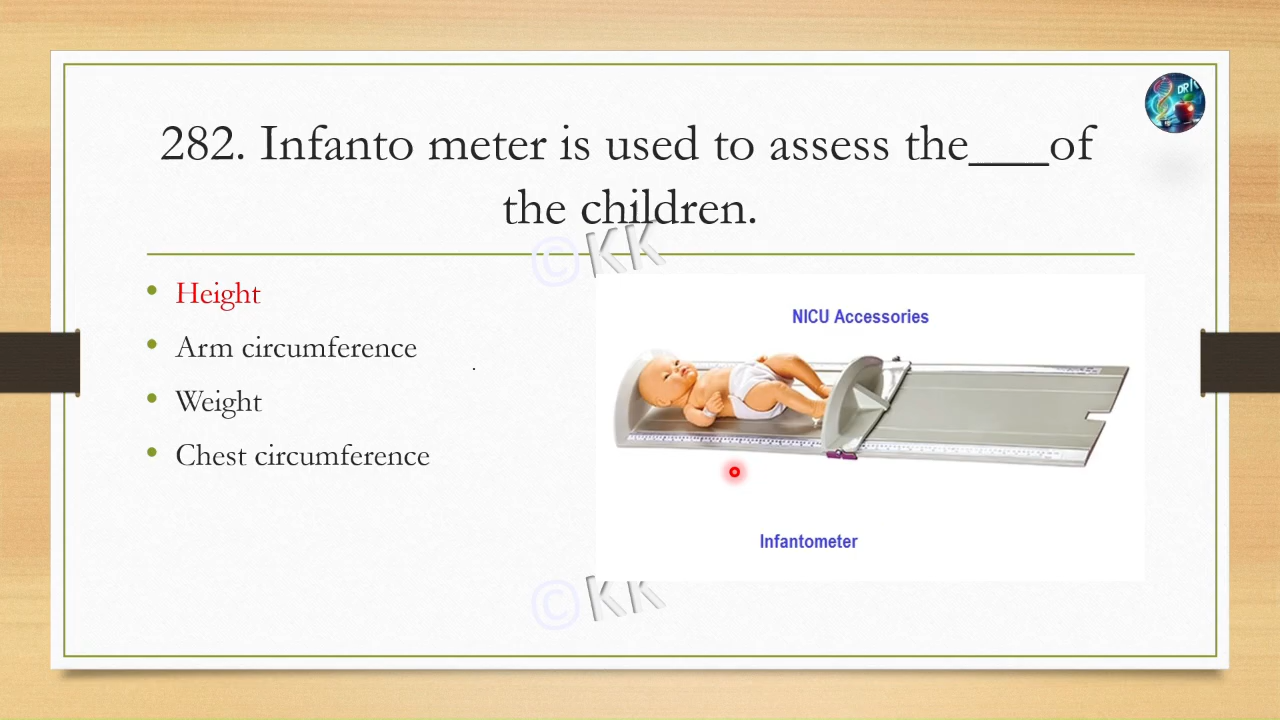 282. Infanto meter is used to assess the___of
the children.
©KK
Height
Arm circumference
Weight
Chest circumference
NICU Accessories
Infantometer
©KK